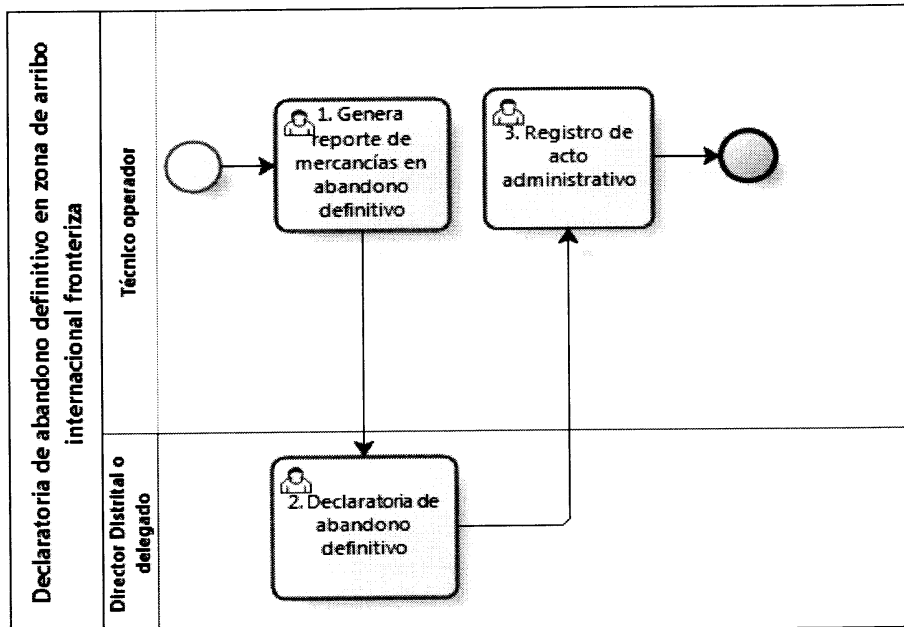 Declaratoria de abandono definitivo en zona de arribo
internacional fronteriza
Técnico operador
1. Genera
reporte de
mercancías en
abandono
definitivo
3. Registro de
acto
administrativo
Director Distrital o
delegado
2. Declaratoria de
abandono
definitivo